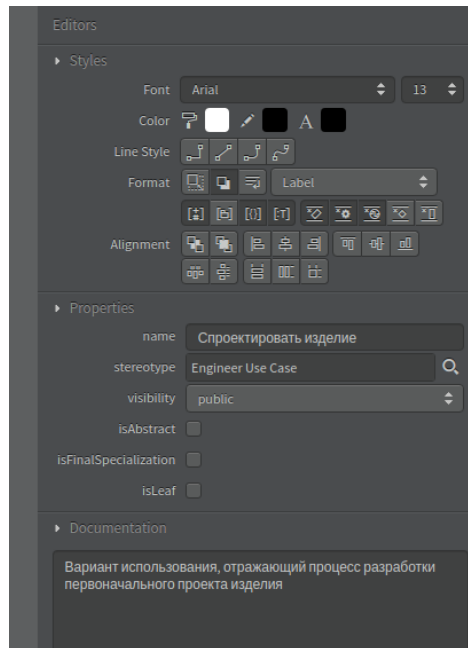 Editors
Styles
Font Arial 13
Color A
Line Style
Format Label
Alignment
Properties
name Спроектировать изделие
stereotype Engineer Use Case
visibility public
isAbstract
isFinalSpecialization
isLeaf
Documentation
Вариант использования, отражающий процесс разработки
первоначального проекта изделия